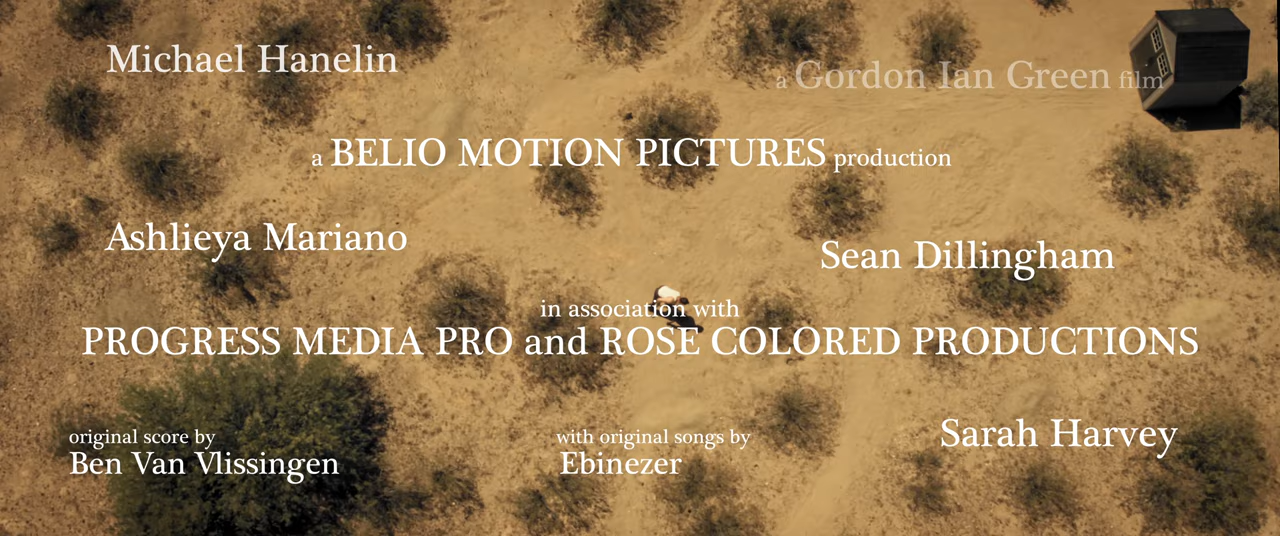 Michael Hanelin
a Gordon Ian Green film
a BELIO MOTION PICTURES production
Ashlieya Mariano
Sean Dillingham
in association with
PROGRESS MEDIA PRO and ROSE COLORED PRODUCTIONS
Sarah Harvey
original score by
Ben Van Vlissingen
with original songs by
Ebinezer